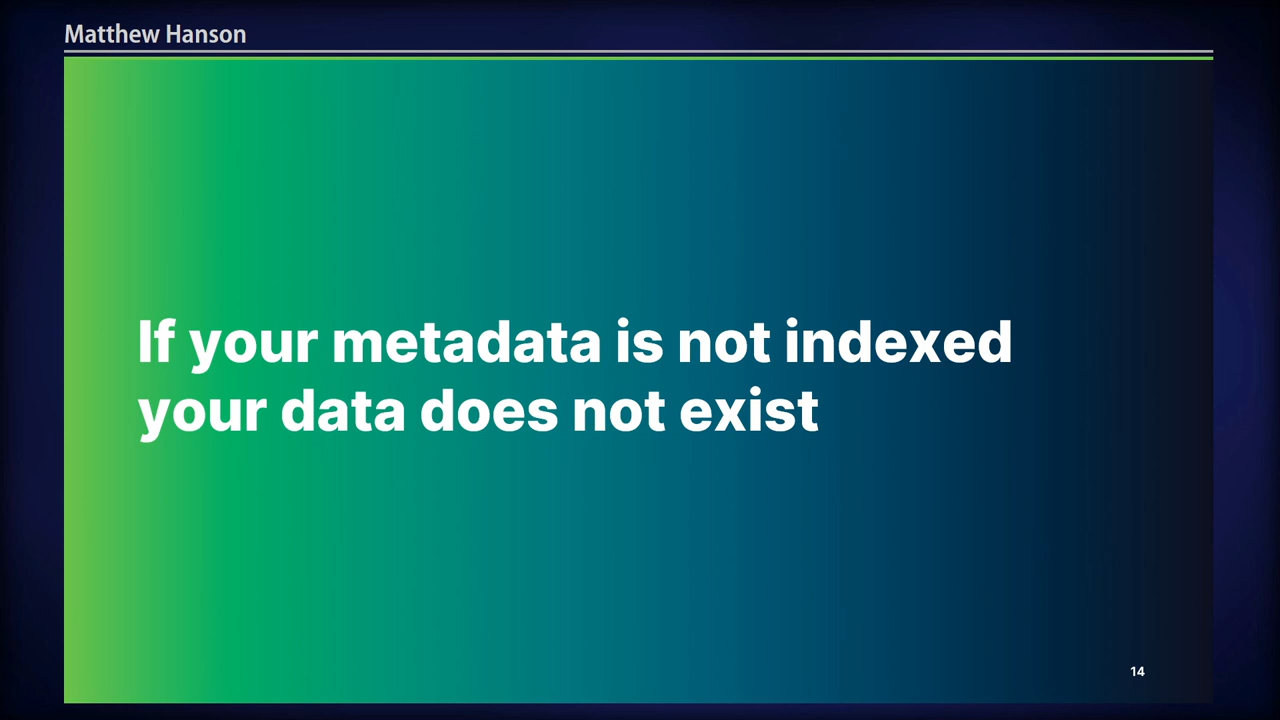 Matthew Hanson
If your metadata is not indexed
your data does not exist
14